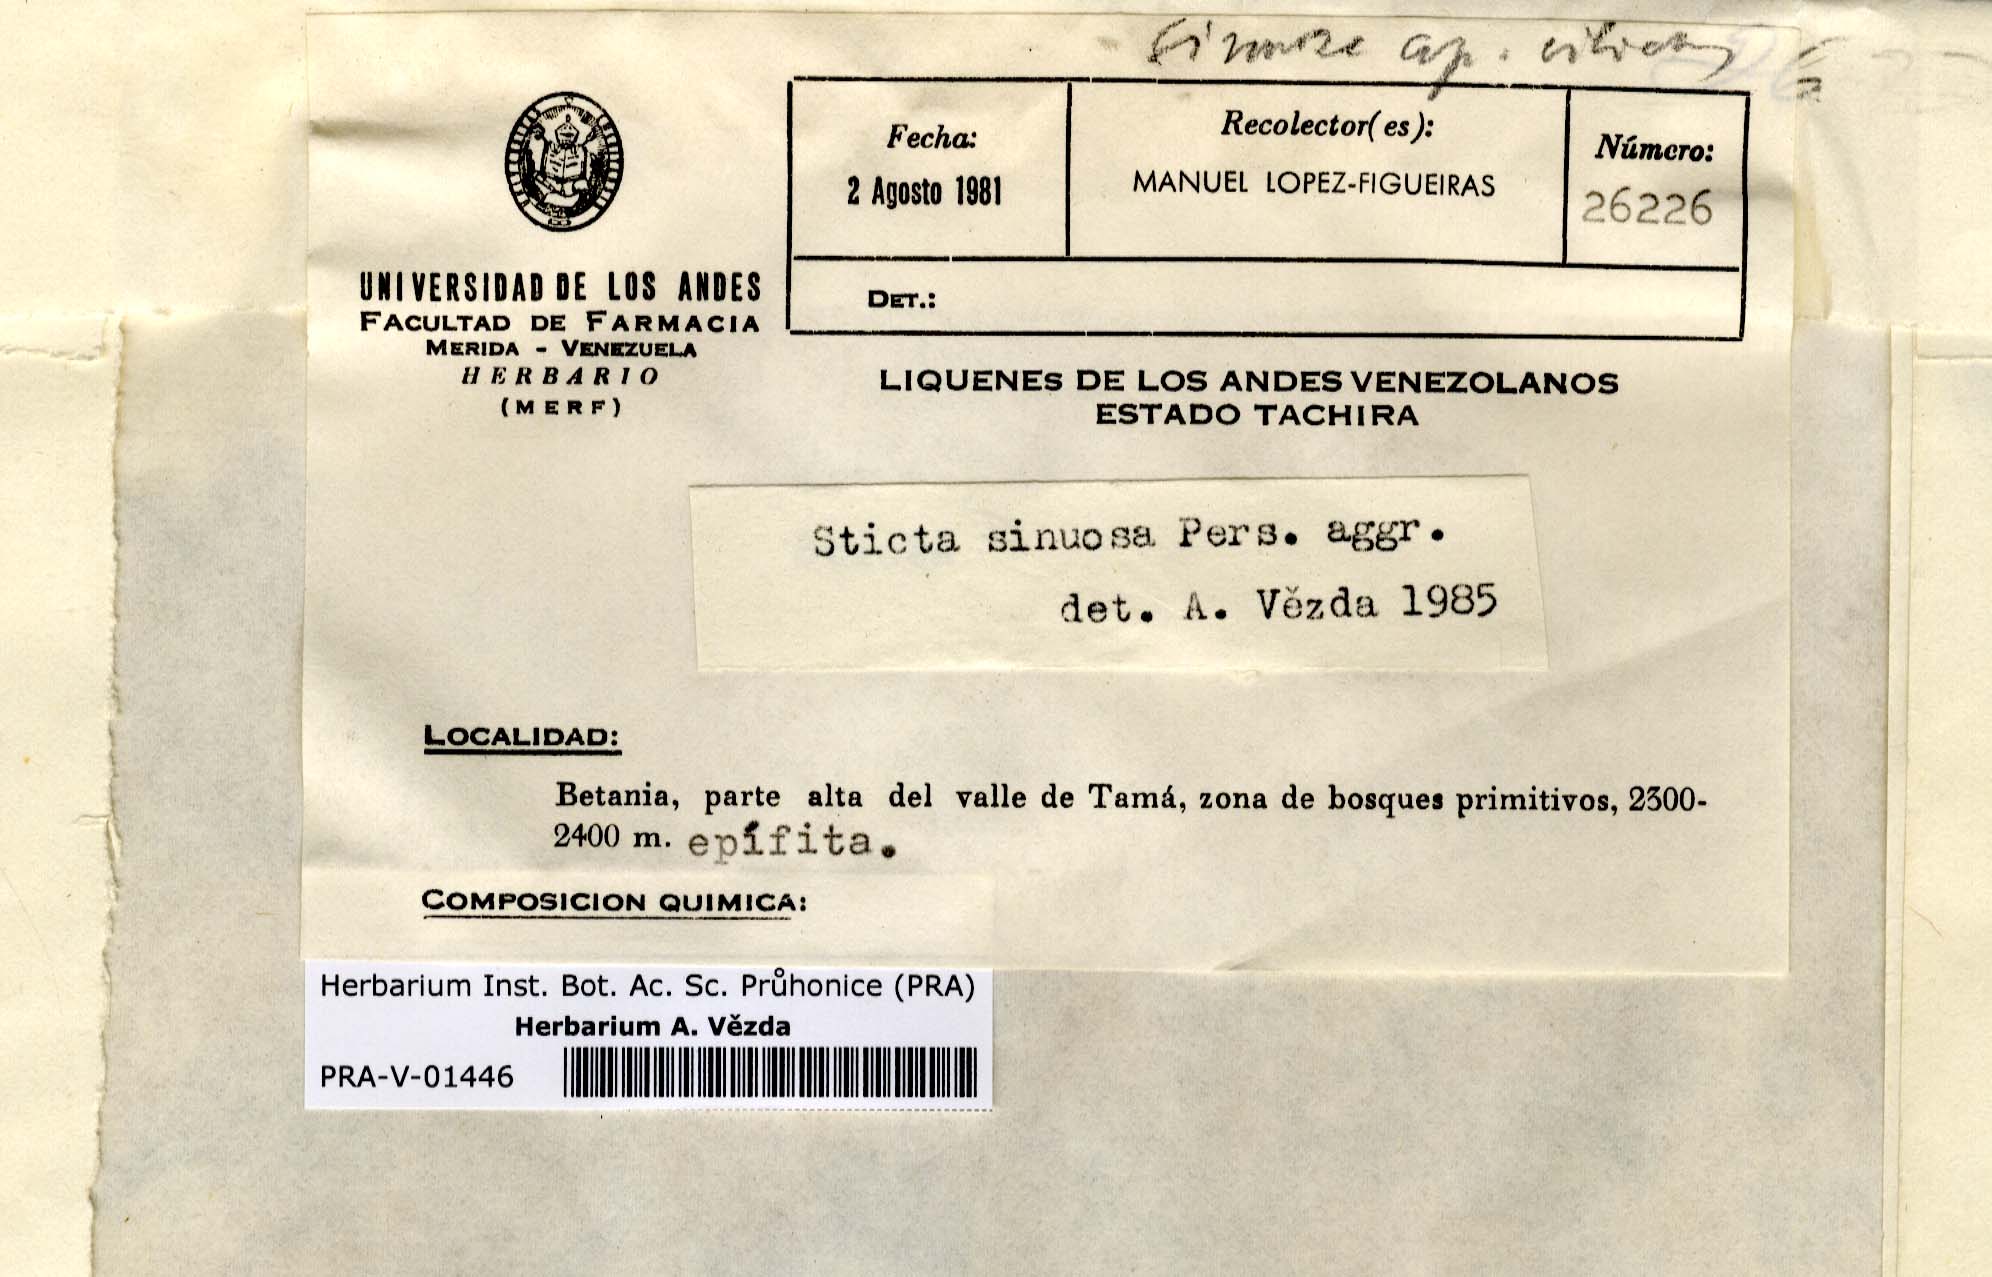 Fecha:
2 Agosto 1981
Recolector(es):
MANUEL LOPEZ-FIGUEIRAS
Número:
26226
DET.:
UNIVERSIDAD DE LOS ANDES
FACULTAD DE FARMACIA
MERIDA - VENEZUELA
HERBARIO
(MERF)
LIQUENES DE LOS ANDES VENEZOLANOS
ESTADO TACHIRA
Sticta sinuosa Pers. aggr.
det. A. Vězda 1985
LOCALIDAD:
Betania, parte alta del valle de Tamá, zona de bosques primitivos, 2300-
2400 m. epífita.
COMPOSICION QUIMICA:
Herbarium Inst. Bot. Ac. Sc. Průhonice (PRA)
Herbarium A. Vězda
PRA-V-01446